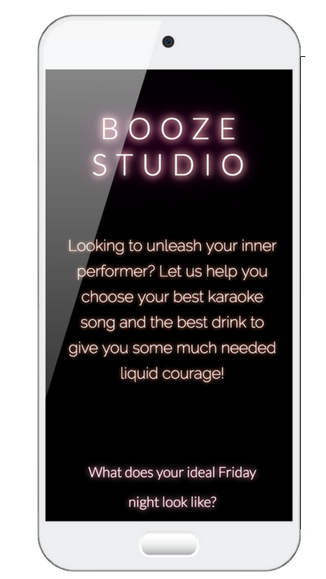 BOOZE
STUDIO
Looking to unleash your inner
performer? Let us help you
choose your best karaoke
song and the best drink to
give you some much needed
liquid courage!
What does your ideal Friday
night look like?